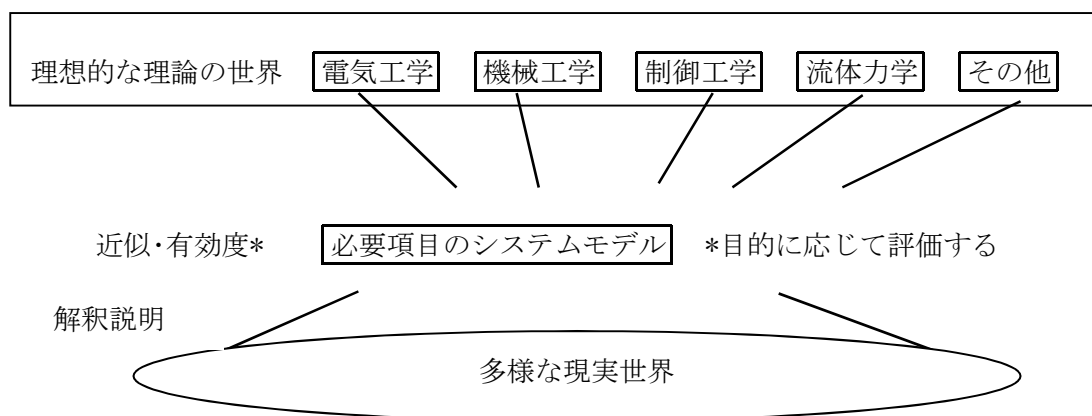 理想的な理論の世界 電気工学 機械工学 制御工学 流体力学 その他
近似・有効度* 必要項目のシステムモデル *目的に応じて評価する
解釈説明
多様な現実世界